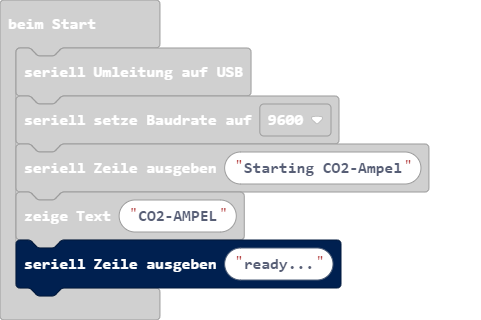 beim Start
seriell Umleitung auf USB
seriell setze Baudrate auf 9600
seriell Zeile ausgeben "Starting CO2-Ampel"
zeige Text "CO2-AMPEL"
seriell Zeile ausgeben "ready..."